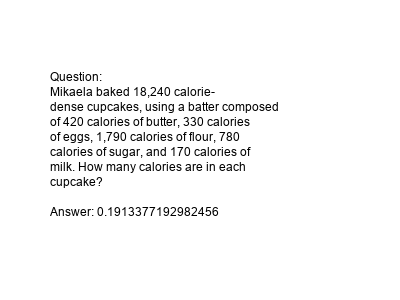 Question:
Mikaela baked 18,240 calorie-
dense cupcakes, using a batter composed
of 420 calories of butter, 330 calories
of eggs, 1,790 calories of flour, 780
calories of sugar, and 170 calories of
milk. How many calories are in each
cupcake?
Answer: 0.1913377192982456